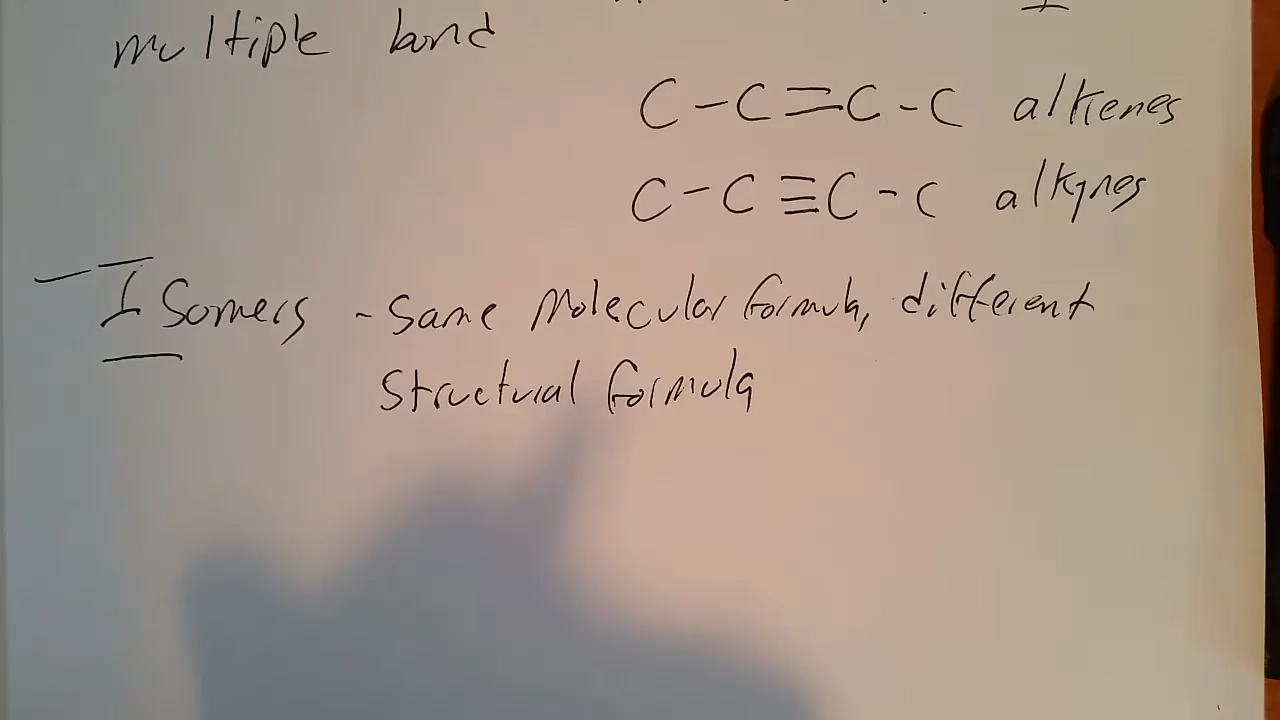 multiple bond
C-C=C-C alkenes
C-C≡C-C alkynes
- Isomers - Same Molecular formula, different
Structural formula